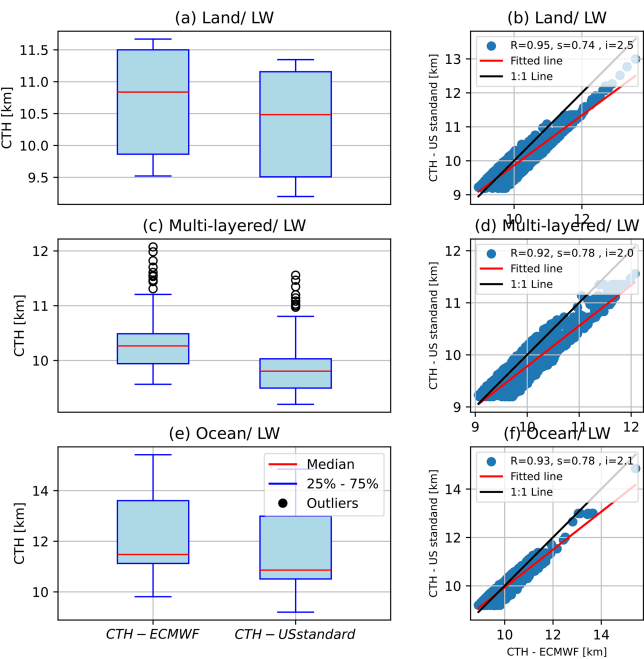 (a) Land/ LW
11.5
11.0
10.5
10.0
9.5
CTH [km]
(b) Land/ LW
R=0.95, s=0.74 , i=2.5
Fitted line
1:1 Line
13
12
11
10
9
CTH - US standand [km]
10
12
(c) Multi-layered/ LW
12
11
10
CTH [km]
(d) Multi-layered/ LW
R=0.92, s=0.78 , i=2.0
Fitted line
1:1 Line
12
11
10
9
CTH - US standard [km]
9
10
11
12
(e) Ocean/ LW
Median
25% - 75%
Outliers
14
12
10
CTH [km]
CTH − ECMWF
CTH − USstandard
(f) Ocean/ LW
R=0.93, s=0.78 , i=2.1
Fitted line
1:1 Line
14
12
10
CTH - US standard [km]
10
12
14
CTH - ECMWF [km]